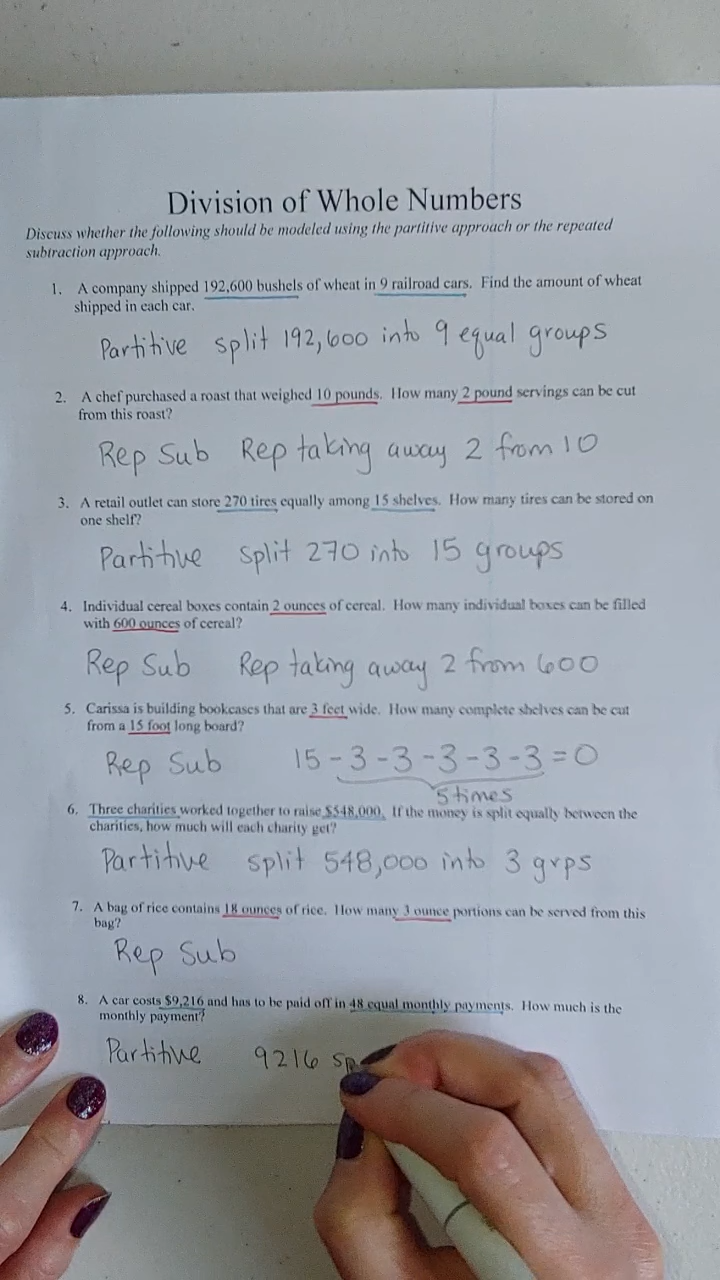 Division of Whole Numbers
Discuss whether the following should be modeled using the partitive approach or the repeated
subtraction approach.
1. A company shipped 192,600 bushels of wheat in 9 railroad cars. Find the amount of wheat
shipped in each car.
Partitive split 192,600 into 9 equal groups
2. A chef purchased a roast that weighed 10 pounds. How many 2 pound servings can be cut
from this roast?
Rep Sub Rep taking away 2 from 10
3. A retail outlet can store 270 tires equally among 15 shelves. How many tires can be stored on
one shelf?
Partitive split 270 into 15 groups
4. Individual cereal boxes contain 2 ounces of cereal. How many individual boxes can be filled
with 600 ounces of cereal?
Rep Sub Rep taking away 2 from 600
5. Carissa is building bookcases that are 3 feet wide. How many complete shelves can be cut
from a 15 foot long board?
Rep Sub 15 - 3 - 3 - 3 - 3 - 3 = 0
5 times
6. Three charities worked together to raise $548,000. If the money is split equally between the
charities, how much will each charity get?
Partitive split 548,000 into 3 grps
7. A bag of rice contains 18 ounces of rice. How many 3 ounce portions can be served from this
bag?
Rep Sub
8. A car costs $9,216 and has to be paid off in 48 equal monthly payments. How much is the
monthly payment?
Partitive 9216 sp